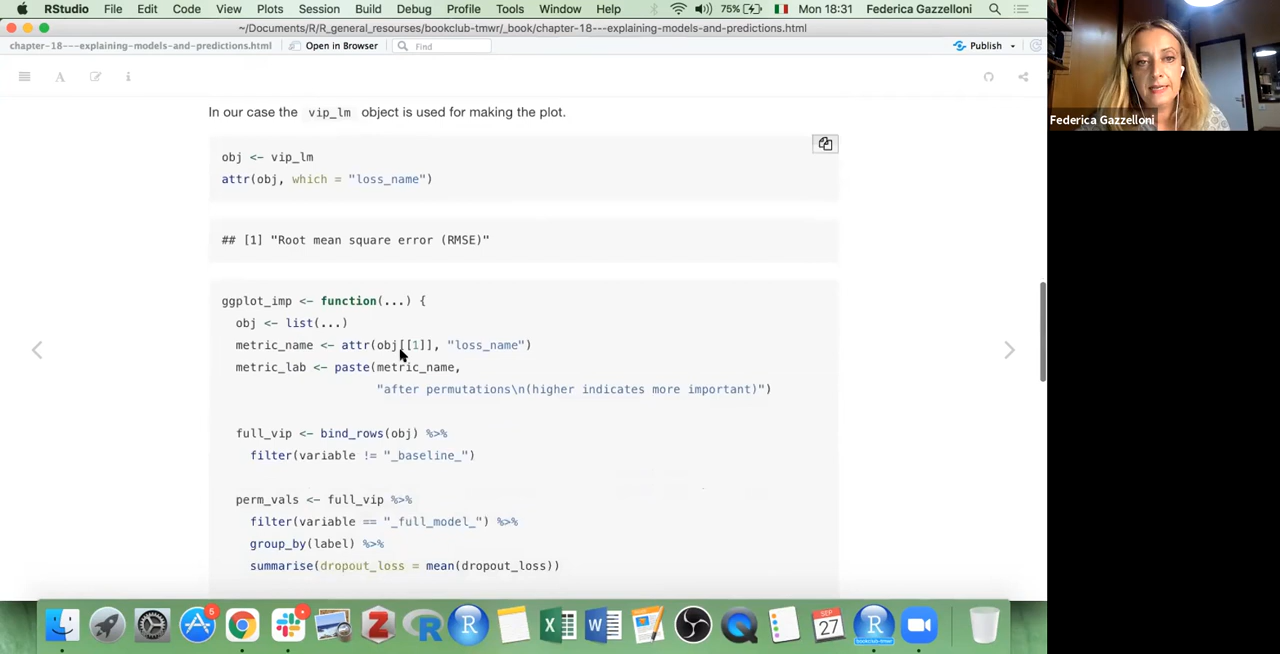 RStudio File Edit Code View Plots Session Build Debug Profile Tools Window Help 75% Mon 18:31 Federica Gazzelloni
~/Documents/R/R_general_resourses/bookclub-tmwr/_book/chapter-18---explaining-models-and-predictions.html
chapter-18---explaining-models-and-predictions.html Open in Browser Find Publish
A i
Federica Gazzelloni
In our case the vip_lm object is used for making the plot.
obj <- vip_lm
attr(obj, which = "loss_name")
## [1] "Root mean square error (RMSE)"
ggplot_imp <- function(...) {
obj <- list(...)
metric_name <- attr(obj[[1]], "loss_name")
metric_lab <- paste(metric_name,
"after permutations\n(higher indicates more important)")
full_vip <- bind_rows(obj) %>%
filter(variable != "_baseline_")
perm_vals <- full_vip %>%
filter(variable == "_full_model_") %>%
group_by(label) %>%
summarise(dropout_loss = mean(dropout_loss))
5
Z R R X W SEP
27
R
bookclub-tmwr